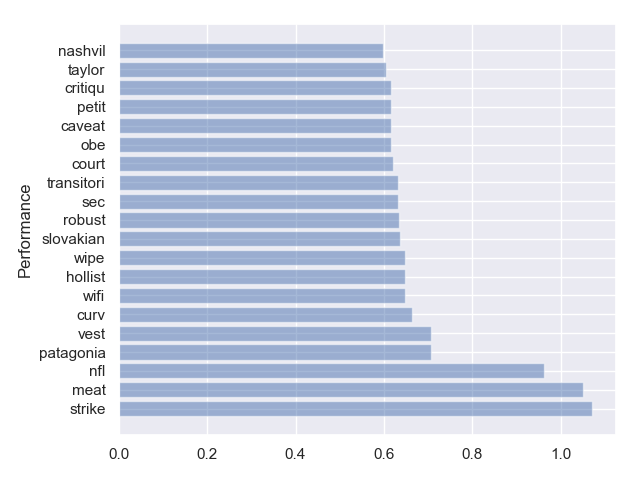 nashvil
taylor
critiqu
petit
caveat
obe
court
transitori
sec
robust
slovakian
wipe
hollist
wifi
curv
vest
patagonia
nfl
meat
strike
Performance
0.0 0.2 0.4 0.6 0.8 1.0